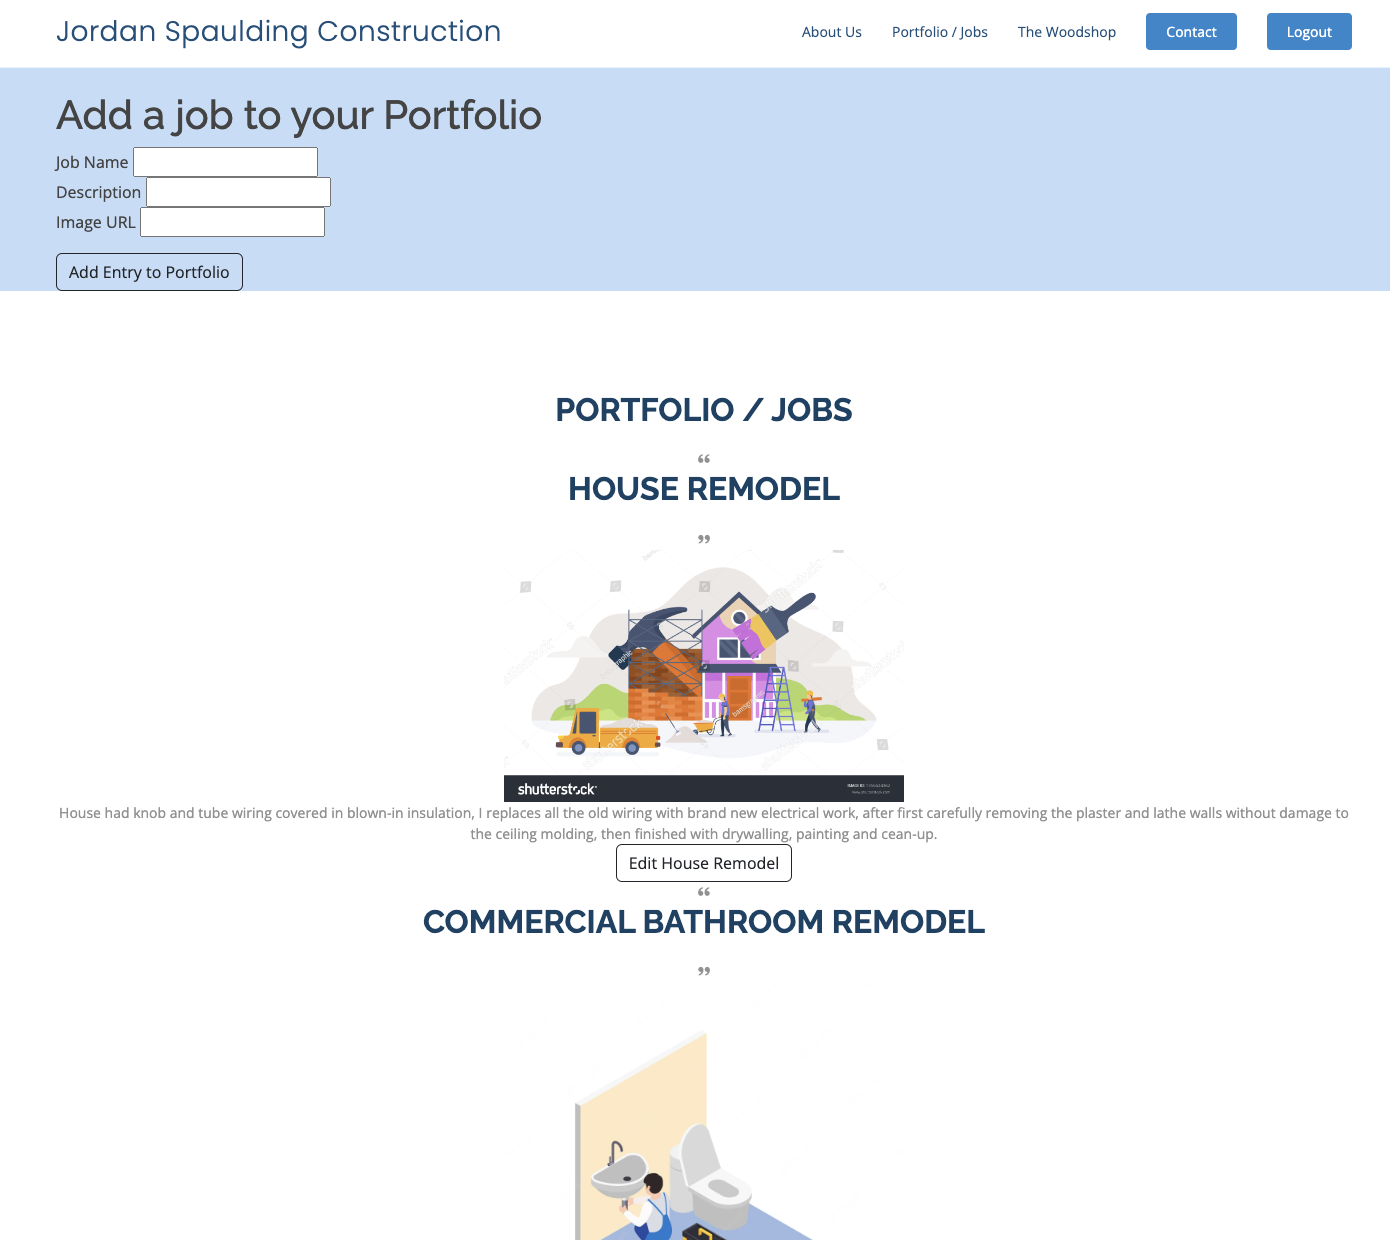 Jordan Spaulding Construction
About Us Portfolio / Jobs The Woodshop Contact Logout
Add a job to your Portfolio
Job Name
Description
Image URL
Add Entry to Portfolio
PORTFOLIO / JOBS
“
HOUSE REMODEL
”
shutterstock
House had knob and tube wiring covered in blown-in insulation, I replaces all the old wiring with brand new electrical work, after first carefully removing the plaster and lathe walls without damage to
the ceiling molding, then finished with drywalling, painting and cean-up.
Edit House Remodel
“
COMMERCIAL BATHROOM REMODEL
”